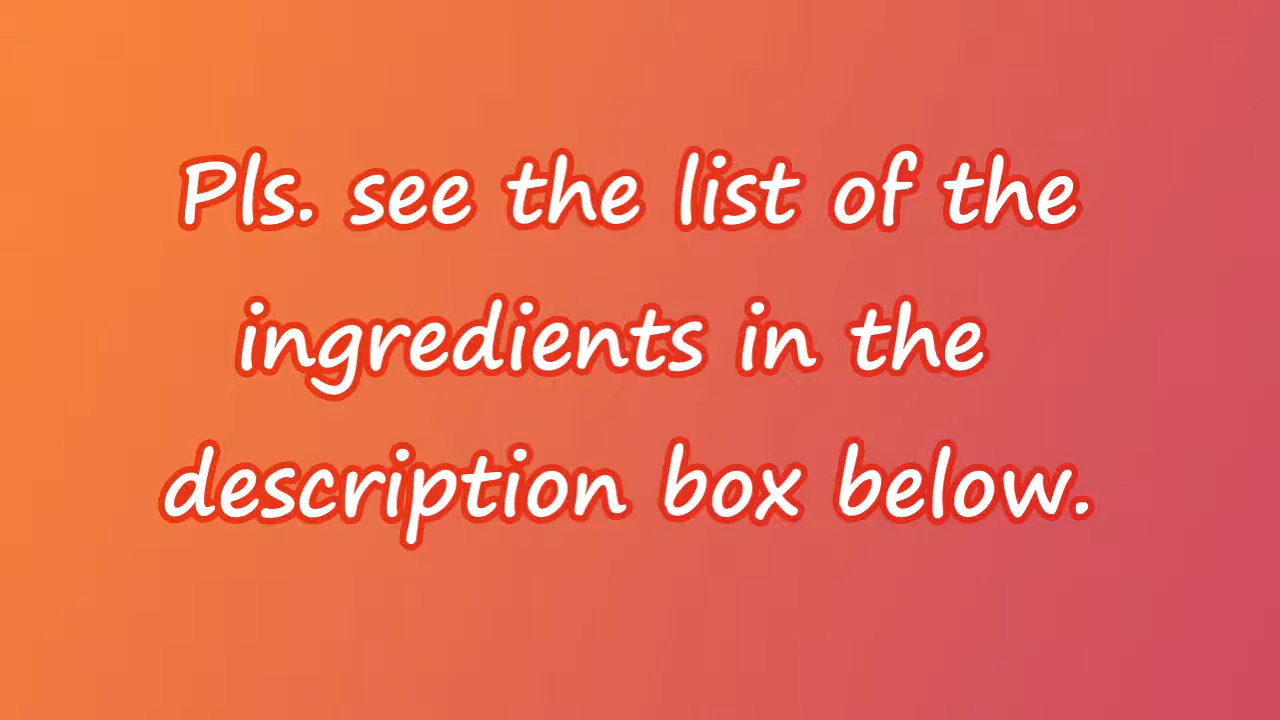 Pls. see the list of the
ingredients in the
description box below.